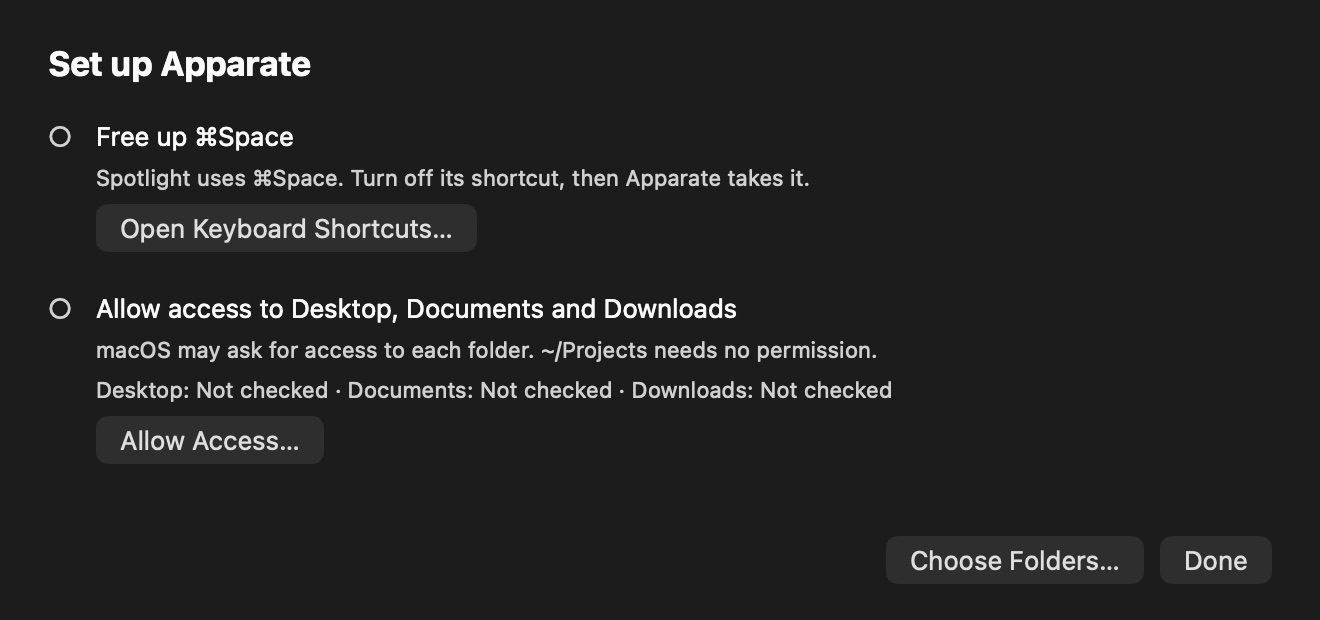 Set up Apparate
Free up ⌘Space
Spotlight uses ⌘Space. Turn off its shortcut, then Apparate takes it.
Open Keyboard Shortcuts...
Allow access to Desktop, Documents and Downloads
macOS may ask for access to each folder. ~/Projects needs no permission.
Desktop: Not checked · Documents: Not checked · Downloads: Not checked
Allow Access...
Choose Folders...
Done